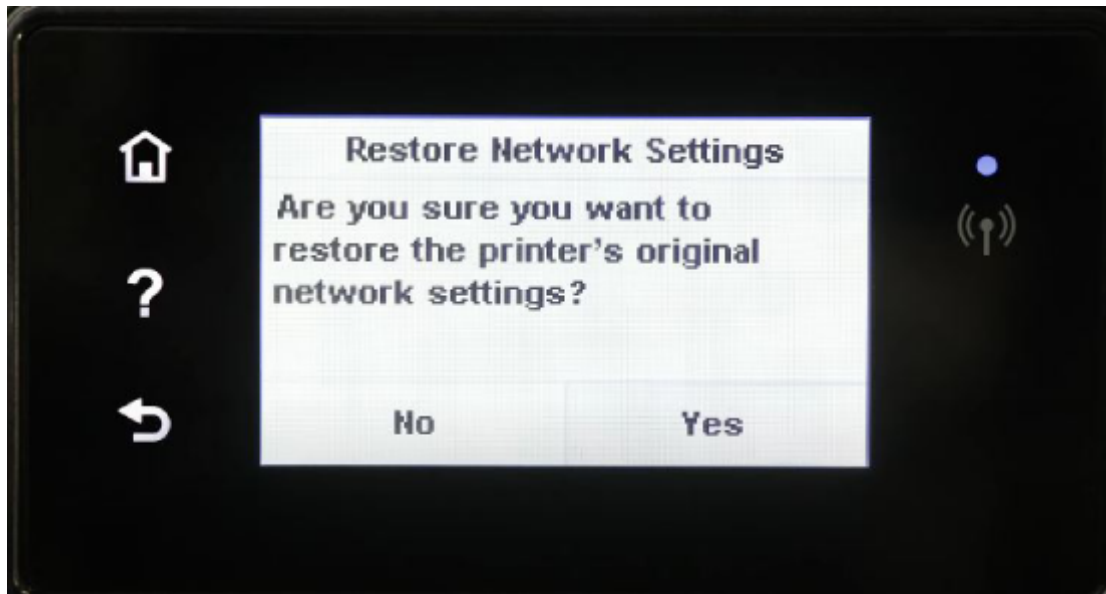 Restore Network Settings
Are you sure you want to
restore the printer's original
network settings?
?
No Yes